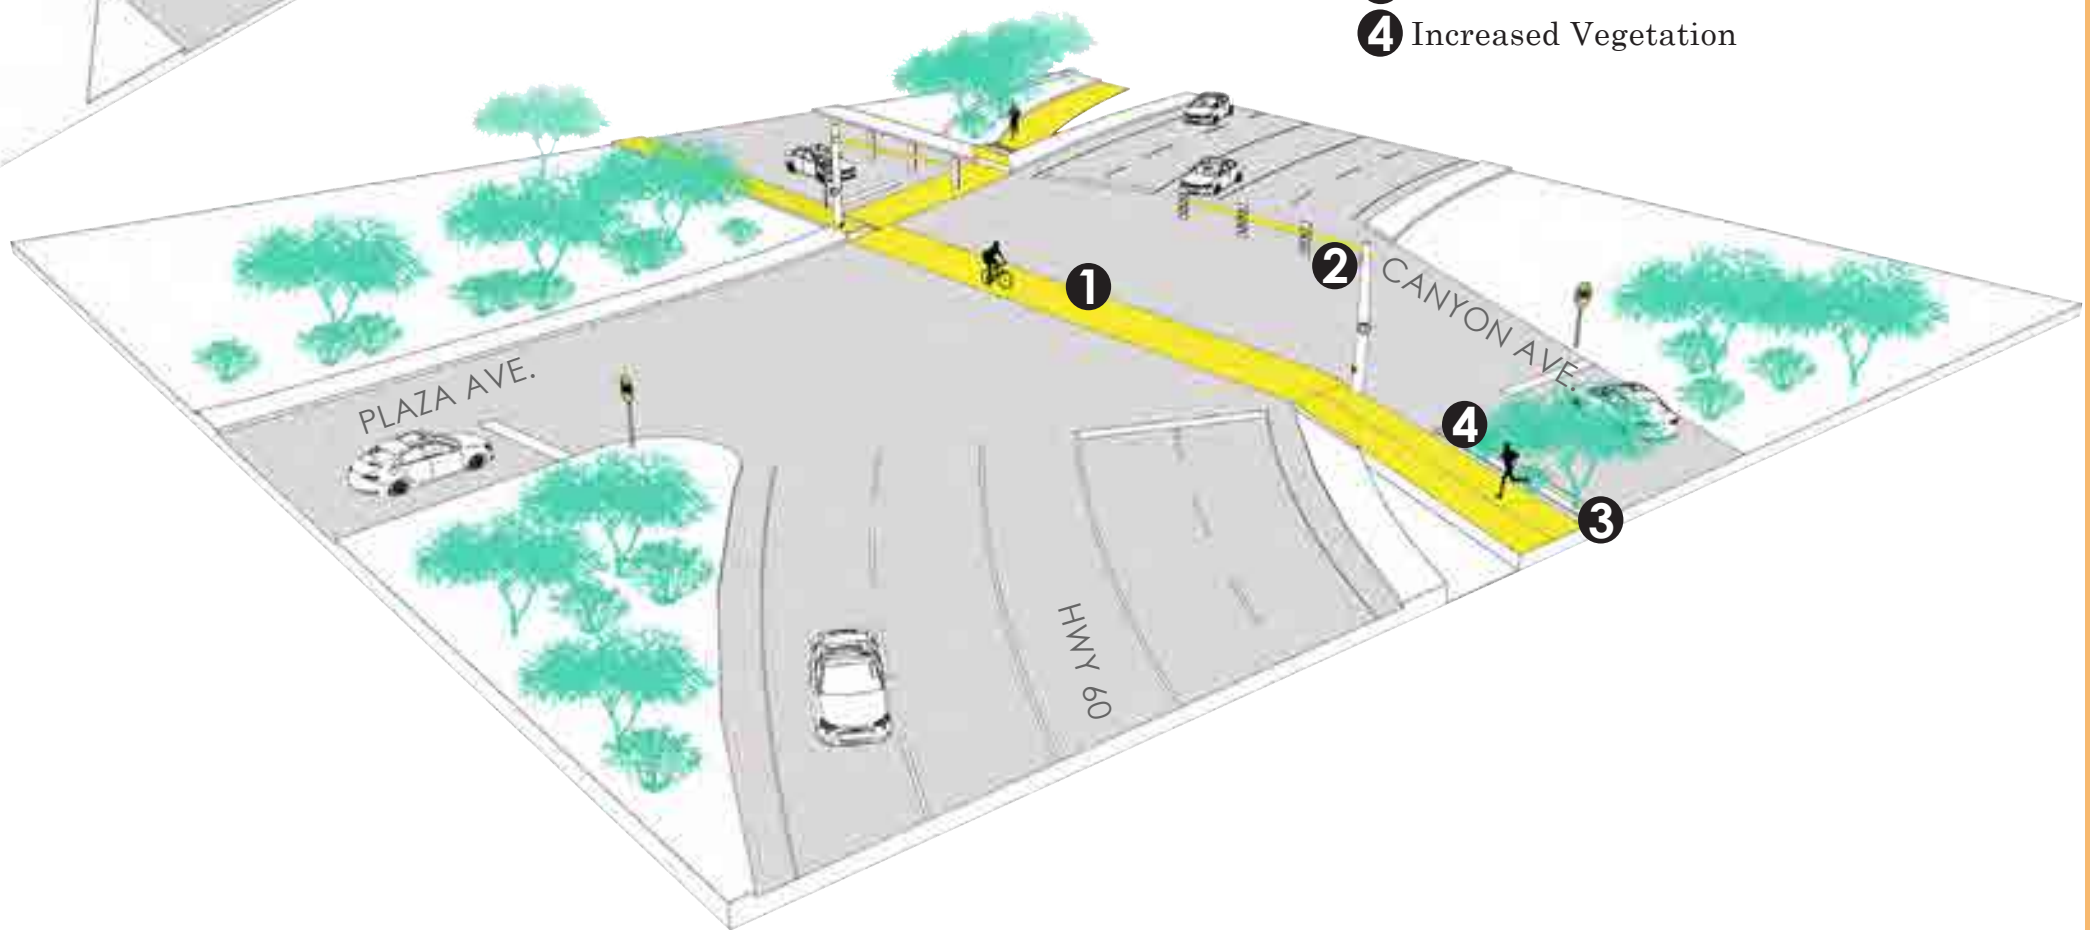 4 Increased Vegetation
2
1
CANYON AVE.
PLAZA AVE.
4
3
HWY 60